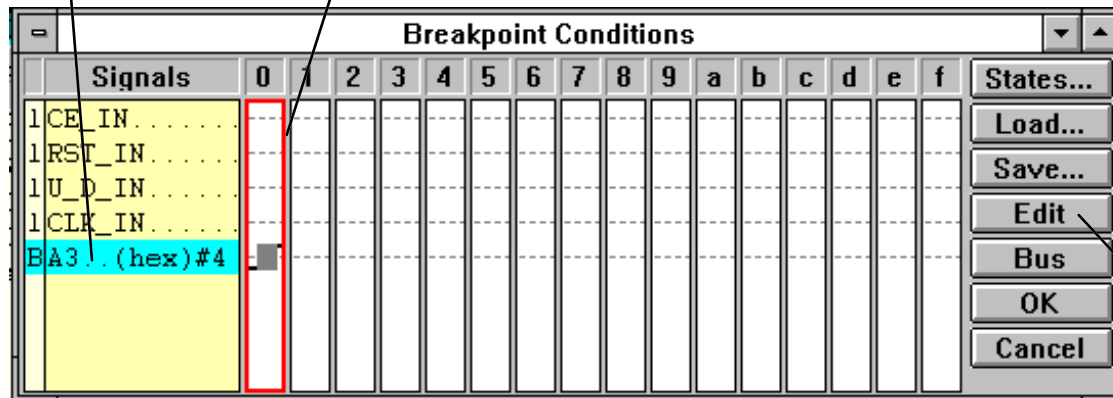 Breakpoint Conditions
Signals 0 1 2 3 4 5 6 7 8 9 a b c d e f States...
1 CE_IN....... Load...
1 RST_IN...... Save...
1 U_D_IN...... Edit
1 CLK_IN......
B A3..(hex)#4 Bus
OK
Cancel